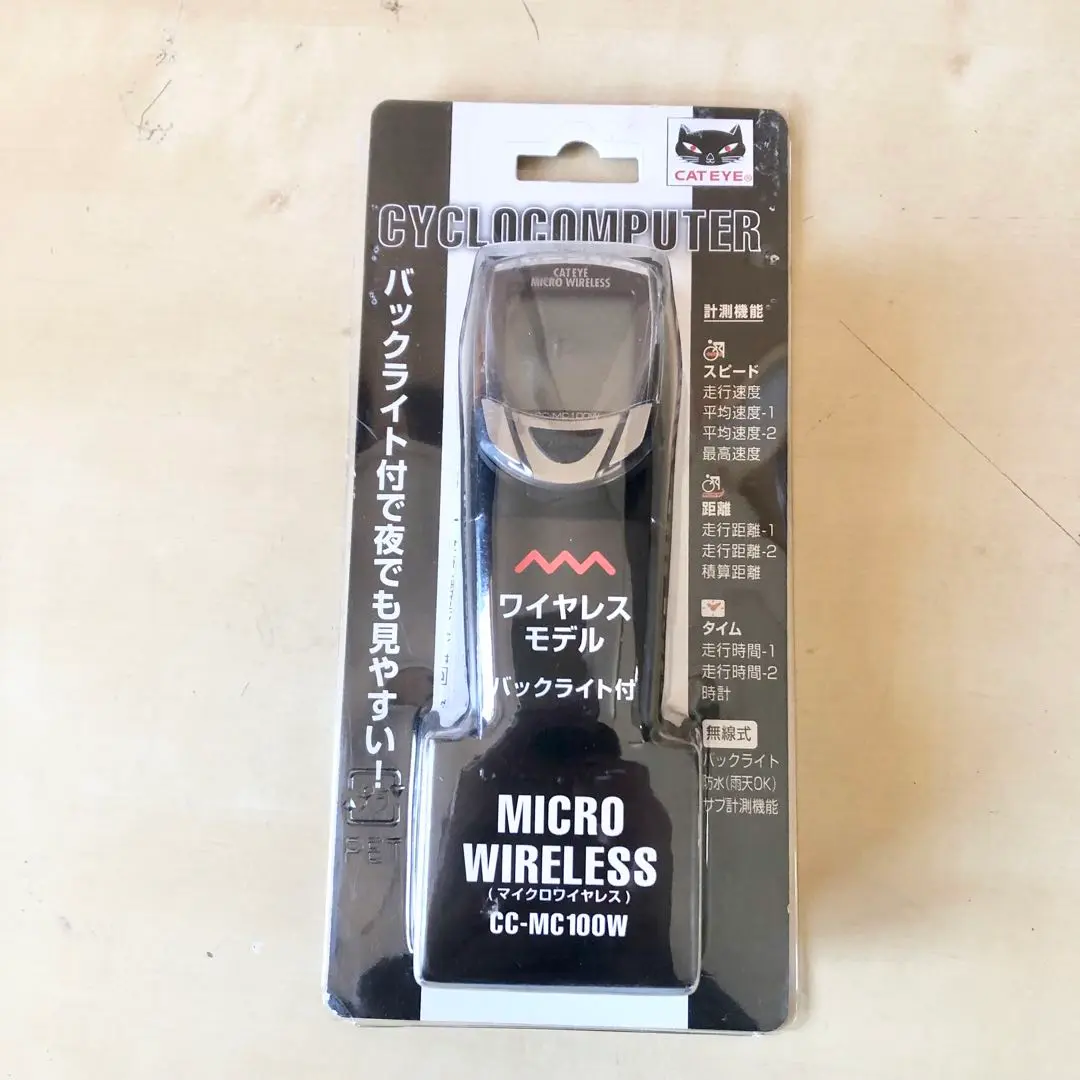 CATEYE®
CYCLOCOMPUTER
バックライト付で夜でも見やすい!
CATEYE
MICRO WIRELESS
CC-MC100W
計測機能
スピード
走行速度
平均速度-1
平均速度-2
最高速度
距離
走行距離-1
走行距離-2
積算距離
タイム
走行時間-1
走行時間-2
時計
無線式
バックライト
防水(雨天OK)
サブ計測機能
ワイヤレス
モデル
バックライト付
MICRO
WIRELESS
(マイクロワイヤレス)
CC-MC100W
PET